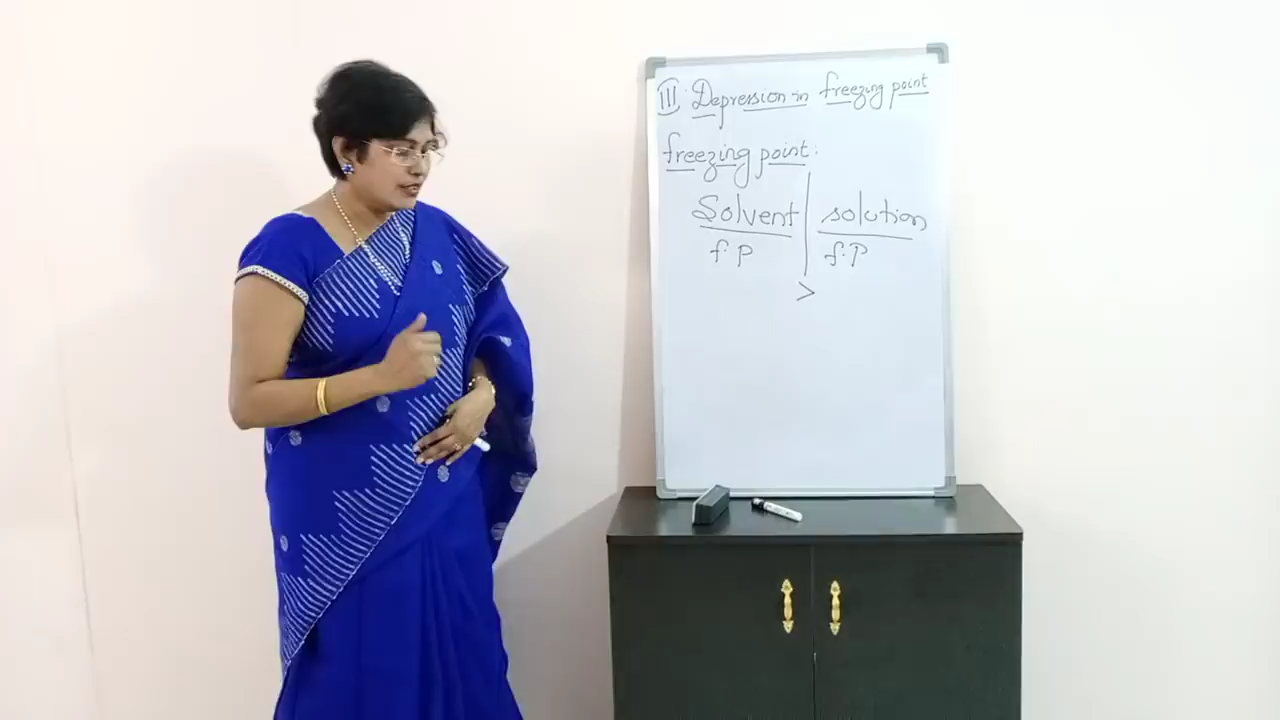 III. Depression in freezing point
freezing point:
Solvent | solution
f.p f.p
>